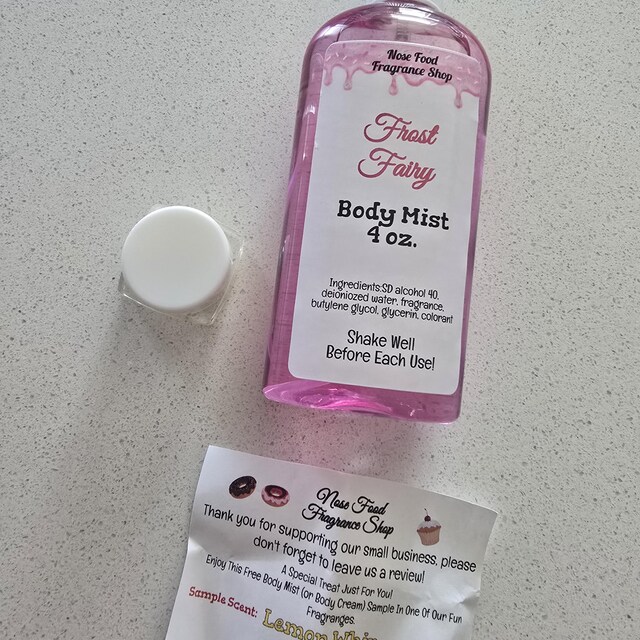 Nose Food
Fragrance Shop
Frost
Fairy
Body Mist
4 oz.
Ingredients:SD alcohol 40,
deioniozed water, fragrance,
butylene glycol, glycerin, colorant
Shake Well
Before Each Use!
Nose Food
Fragrance Shop
Thank you for supporting our small business, please
don't forget to leave us a review!
A Special Treat Just For You!
Enjoy This Free Body Mist (or Body Cream) Sample In One Of Our Fun
Fragranges.
Sample Scent: Lemon